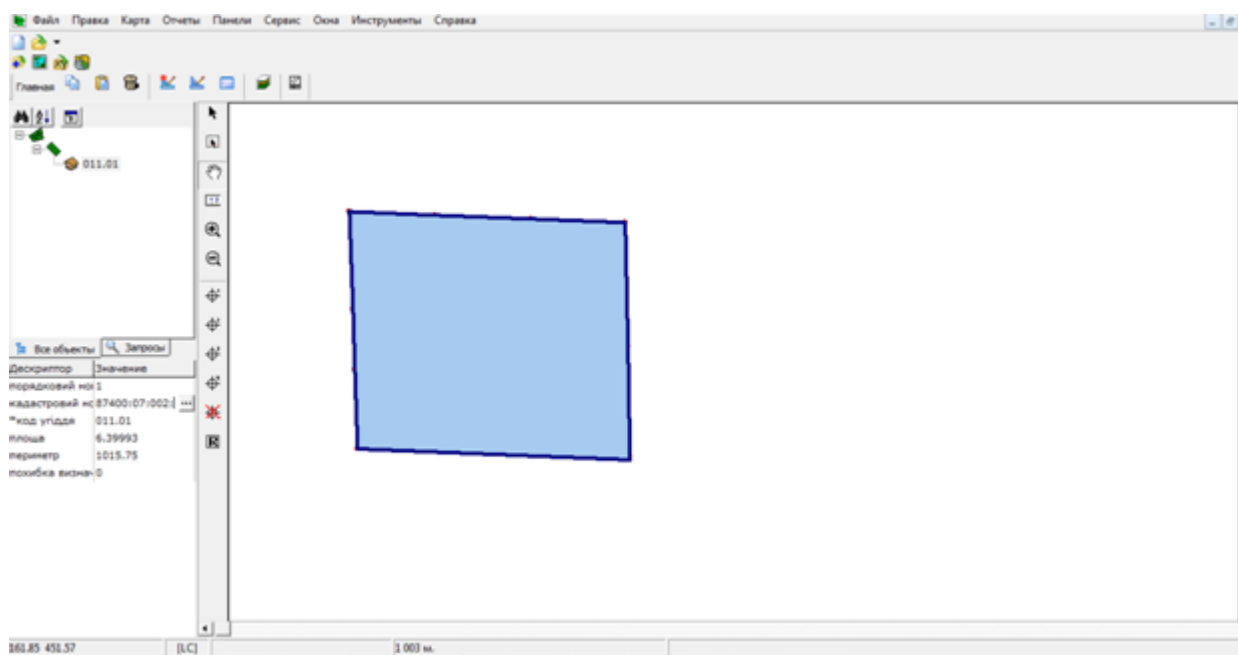 Файл Правка Карта Отчеты Панели Сервис Окна Инструменты Справка
Главная
011.01
Все объекты Запросы
Дескриптор Значение
порядковий но 1
кадастровий нс 87400:07:002:( ...
*код угіддя 011.01
площа 6.39993
периметр 1015.75
похибка визнач 0
161.85 451.57 [LC] 1 003 м.